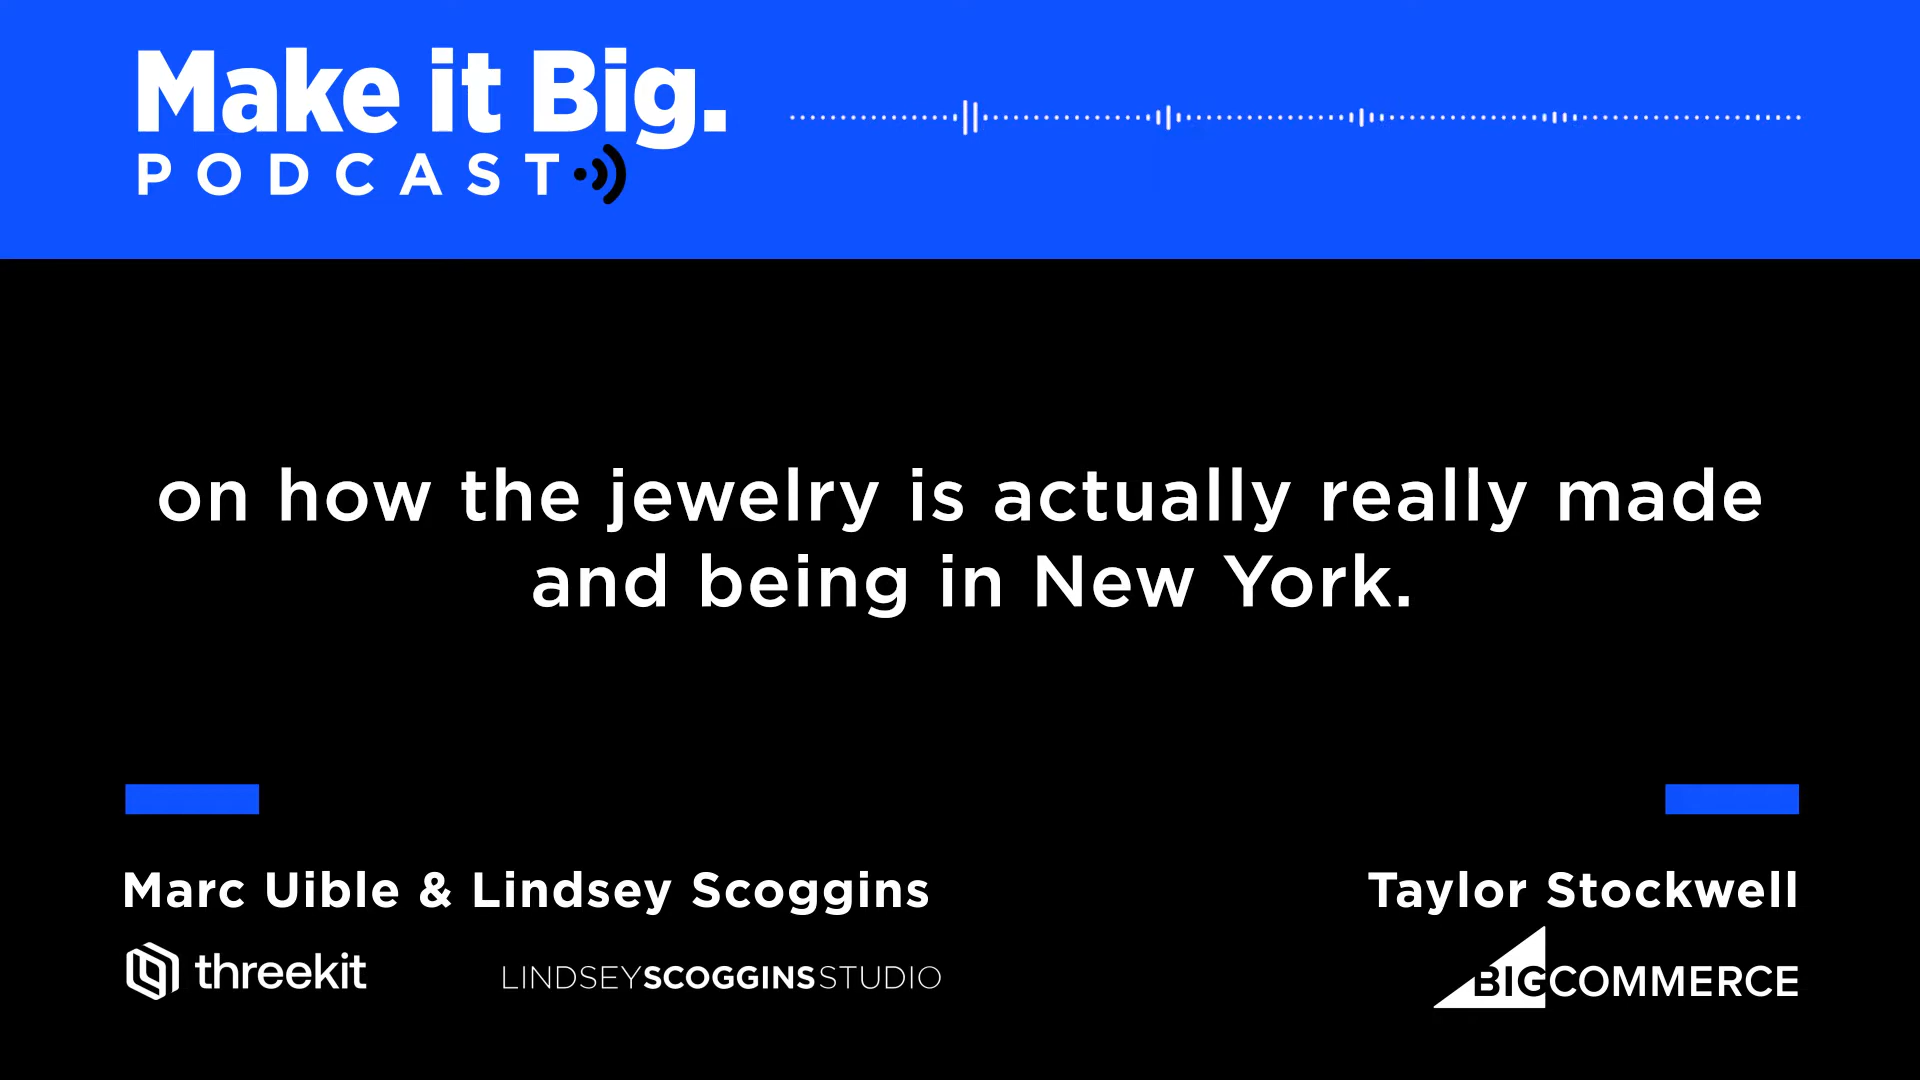 Make it Big.
PODCAST
on how the jewelry is actually really made
and being in New York.
Marc Uible & Lindsey Scoggins
Taylor Stockwell
threekit
LINDSEYSCOGGINSSTUDIO
BIGCOMMERCE